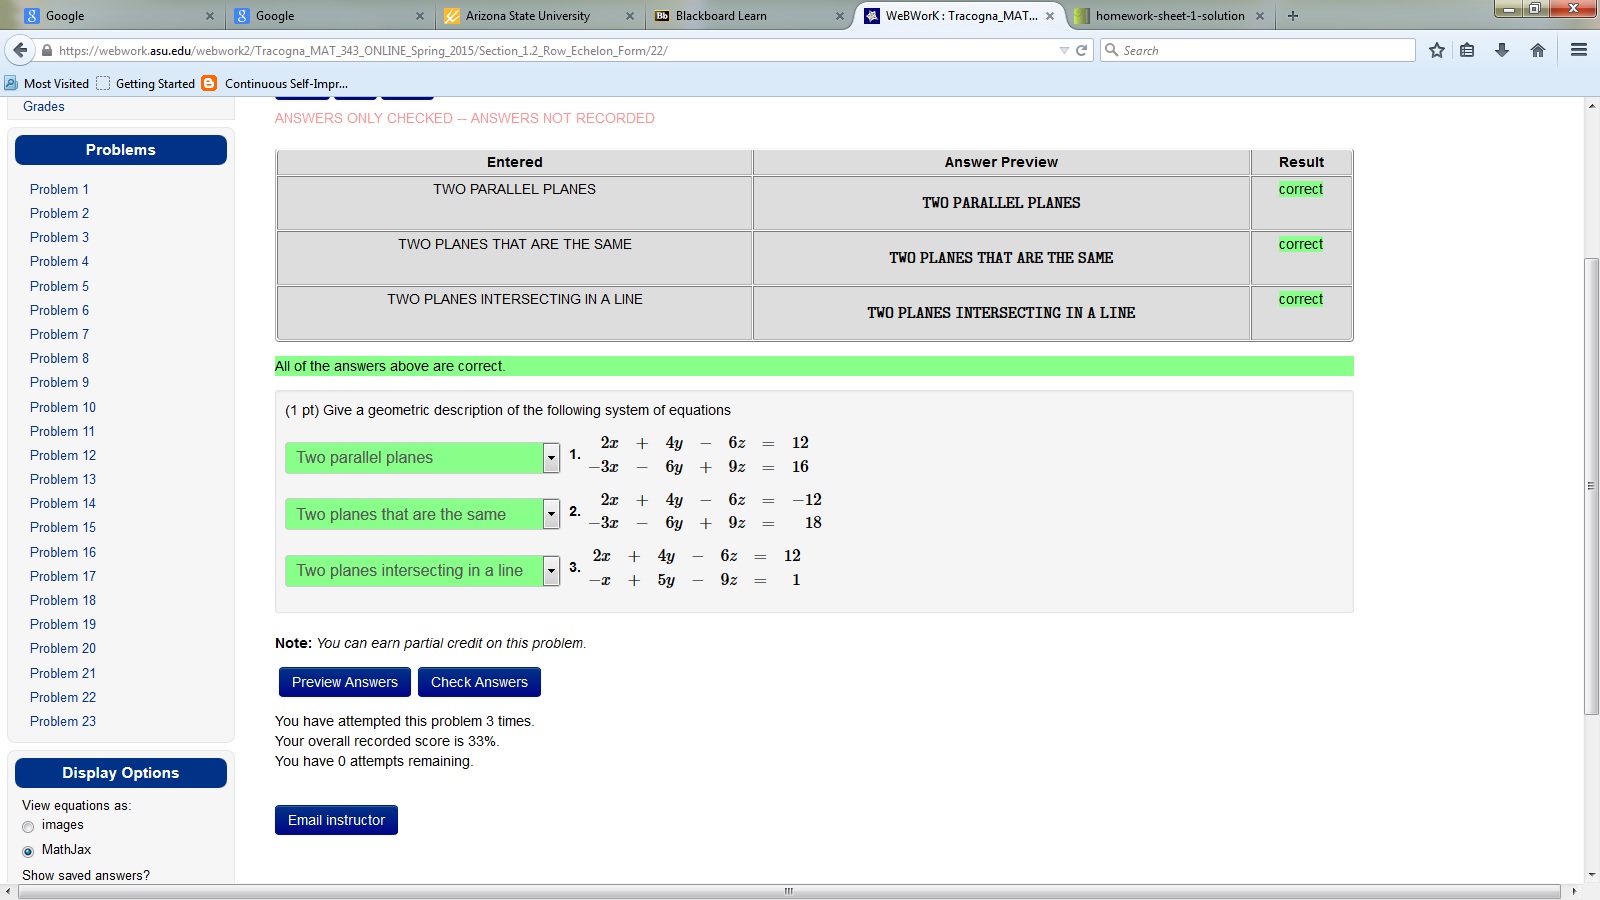 Google
Google
Arizona State University
Bb Blackboard Learn
WeBWorK : Tracogna_MAT...
homework-sheet-1-solution
https://webwork.asu.edu/webwork2/Tracogna_MAT_343_ONLINE_Spring_2015/Section_1.2_Row_Echelon_Form/22/
Search
Most Visited
Getting Started
Continuous Self-Impr...
Grades
Problems
Problem 1
Problem 2
Problem 3
Problem 4
Problem 5
Problem 6
Problem 7
Problem 8
Problem 9
Problem 10
Problem 11
Problem 12
Problem 13
Problem 14
Problem 15
Problem 16
Problem 17
Problem 18
Problem 19
Problem 20
Problem 21
Problem 22
Problem 23
Display Options
View equations as:
images
MathJax
Show saved answers?
ANSWERS ONLY CHECKED -- ANSWERS NOT RECORDED
Entered Answer Preview Result
TWO PARALLEL PLANES TWO PARALLEL PLANES correct
TWO PLANES THAT ARE THE SAME TWO PLANES THAT ARE THE SAME correct
TWO PLANES INTERSECTING IN A LINE TWO PLANES INTERSECTING IN A LINE correct
All of the answers above are correct.
(1 pt) Give a geometric description of the following system of equations
Two parallel planes 1. 2x + 4y − 6z = 12
−3x − 6y + 9z = 16
Two planes that are the same 2. 2x + 4y − 6z = −12
−3x − 6y + 9z = 18
Two planes intersecting in a line 3. 2x + 4y − 6z = 12
−x + 5y − 9z = 1
Note: You can earn partial credit on this problem.
Preview Answers Check Answers
You have attempted this problem 3 times.
Your overall recorded score is 33%.
You have 0 attempts remaining.
Email instructor